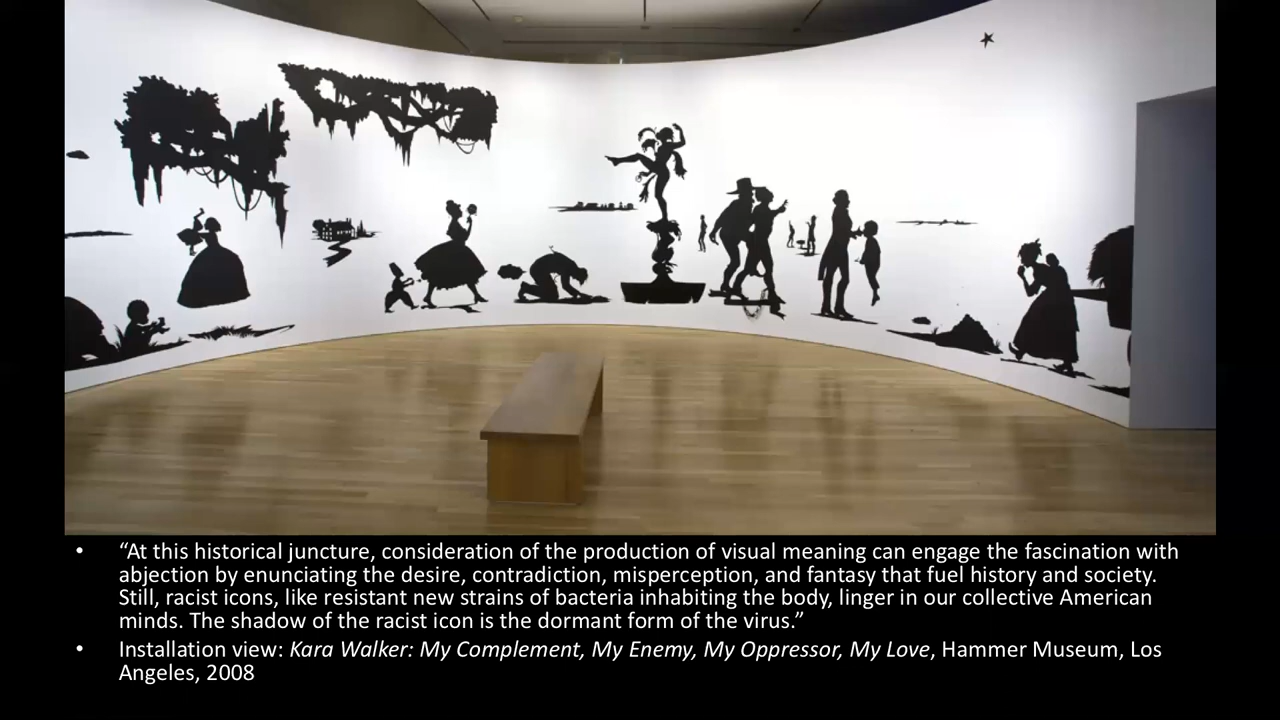 • “At this historical juncture, consideration of the production of visual meaning can engage the fascination with
abjection by enunciating the desire, contradiction, misperception, and fantasy that fuel history and society.
Still, racist icons, like resistant new strains of bacteria inhabiting the body, linger in our collective American
minds. The shadow of the racist icon is the dormant form of the virus.”
• Installation view: Kara Walker: My Complement, My Enemy, My Oppressor, My Love, Hammer Museum, Los
Angeles, 2008